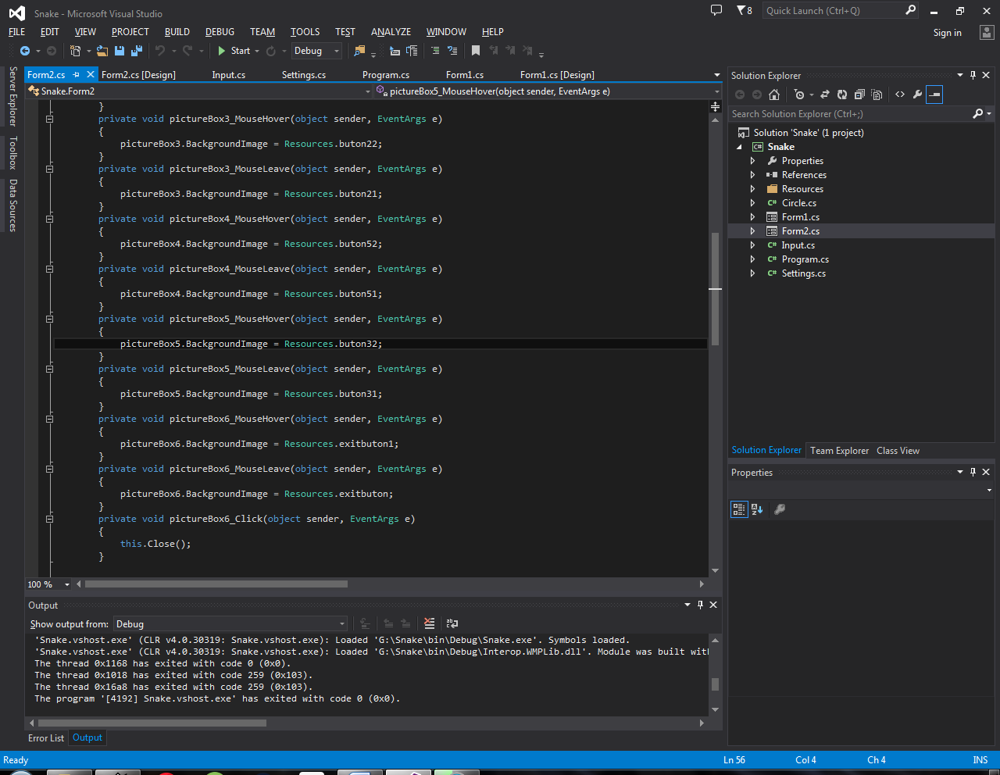 Snake - Microsoft Visual Studio
8
Quick Launch (Ctrl+Q)
FILE EDIT VIEW PROJECT BUILD DEBUG TEAM TOOLS TEST ANALYZE WINDOW HELP
Sign in
Start
Debug
Server Explorer
Toolbox
Data Sources
Form2.cs
Form2.cs [Design]
Input.cs
Settings.cs
Program.cs
Form1.cs
Form1.cs [Design]
Snake.Form2
pictureBox5_MouseHover(object sender, EventArgs e)
}
private void pictureBox3_MouseHover(object sender, EventArgs e)
{
pictureBox3.BackgroundImage = Resources.buton22;
}
private void pictureBox3_MouseLeave(object sender, EventArgs e)
{
pictureBox3.BackgroundImage = Resources.buton21;
}
private void pictureBox4_MouseHover(object sender, EventArgs e)
{
pictureBox4.BackgroundImage = Resources.buton52;
}
private void pictureBox4_MouseLeave(object sender, EventArgs e)
{
pictureBox4.BackgroundImage = Resources.buton51;
}
private void pictureBox5_MouseHover(object sender, EventArgs e)
{
pictureBox5.BackgroundImage = Resources.buton32;
}
private void pictureBox5_MouseLeave(object sender, EventArgs e)
{
pictureBox5.BackgroundImage = Resources.buton31;
}
private void pictureBox6_MouseHover(object sender, EventArgs e)
{
pictureBox6.BackgroundImage = Resources.exitbuton1;
}
private void pictureBox6_MouseLeave(object sender, EventArgs e)
{
pictureBox6.BackgroundImage = Resources.exitbuton;
}
private void pictureBox6_Click(object sender, EventArgs e)
{
this.Close();
}
100 %
Output
Show output from: Debug
'Snake.vshost.exe' (CLR v4.0.30319: Snake.vshost.exe): Loaded 'G:\Snake\bin\Debug\Snake.exe'. Symbols loaded.
'Snake.vshost.exe' (CLR v4.0.30319: Snake.vshost.exe): Loaded 'G:\Snake\bin\Debug\Interop.WMPLib.dll'. Module was built wit
The thread 0x1168 has exited with code 0 (0x0).
The thread 0x1018 has exited with code 259 (0x103).
The thread 0x16a8 has exited with code 259 (0x103).
The program '[4192] Snake.vshost.exe' has exited with code 0 (0x0).
Error List
Output
Solution Explorer
Search Solution Explorer (Ctrl+;)
Solution 'Snake' (1 project)
C# Snake
Properties
References
Resources
C# Circle.cs
Form1.cs
Form2.cs
C# Input.cs
C# Program.cs
C# Settings.cs
Solution Explorer
Team Explorer
Class View
Properties
Ready
Ln 56
Col 4
Ch 4
INS